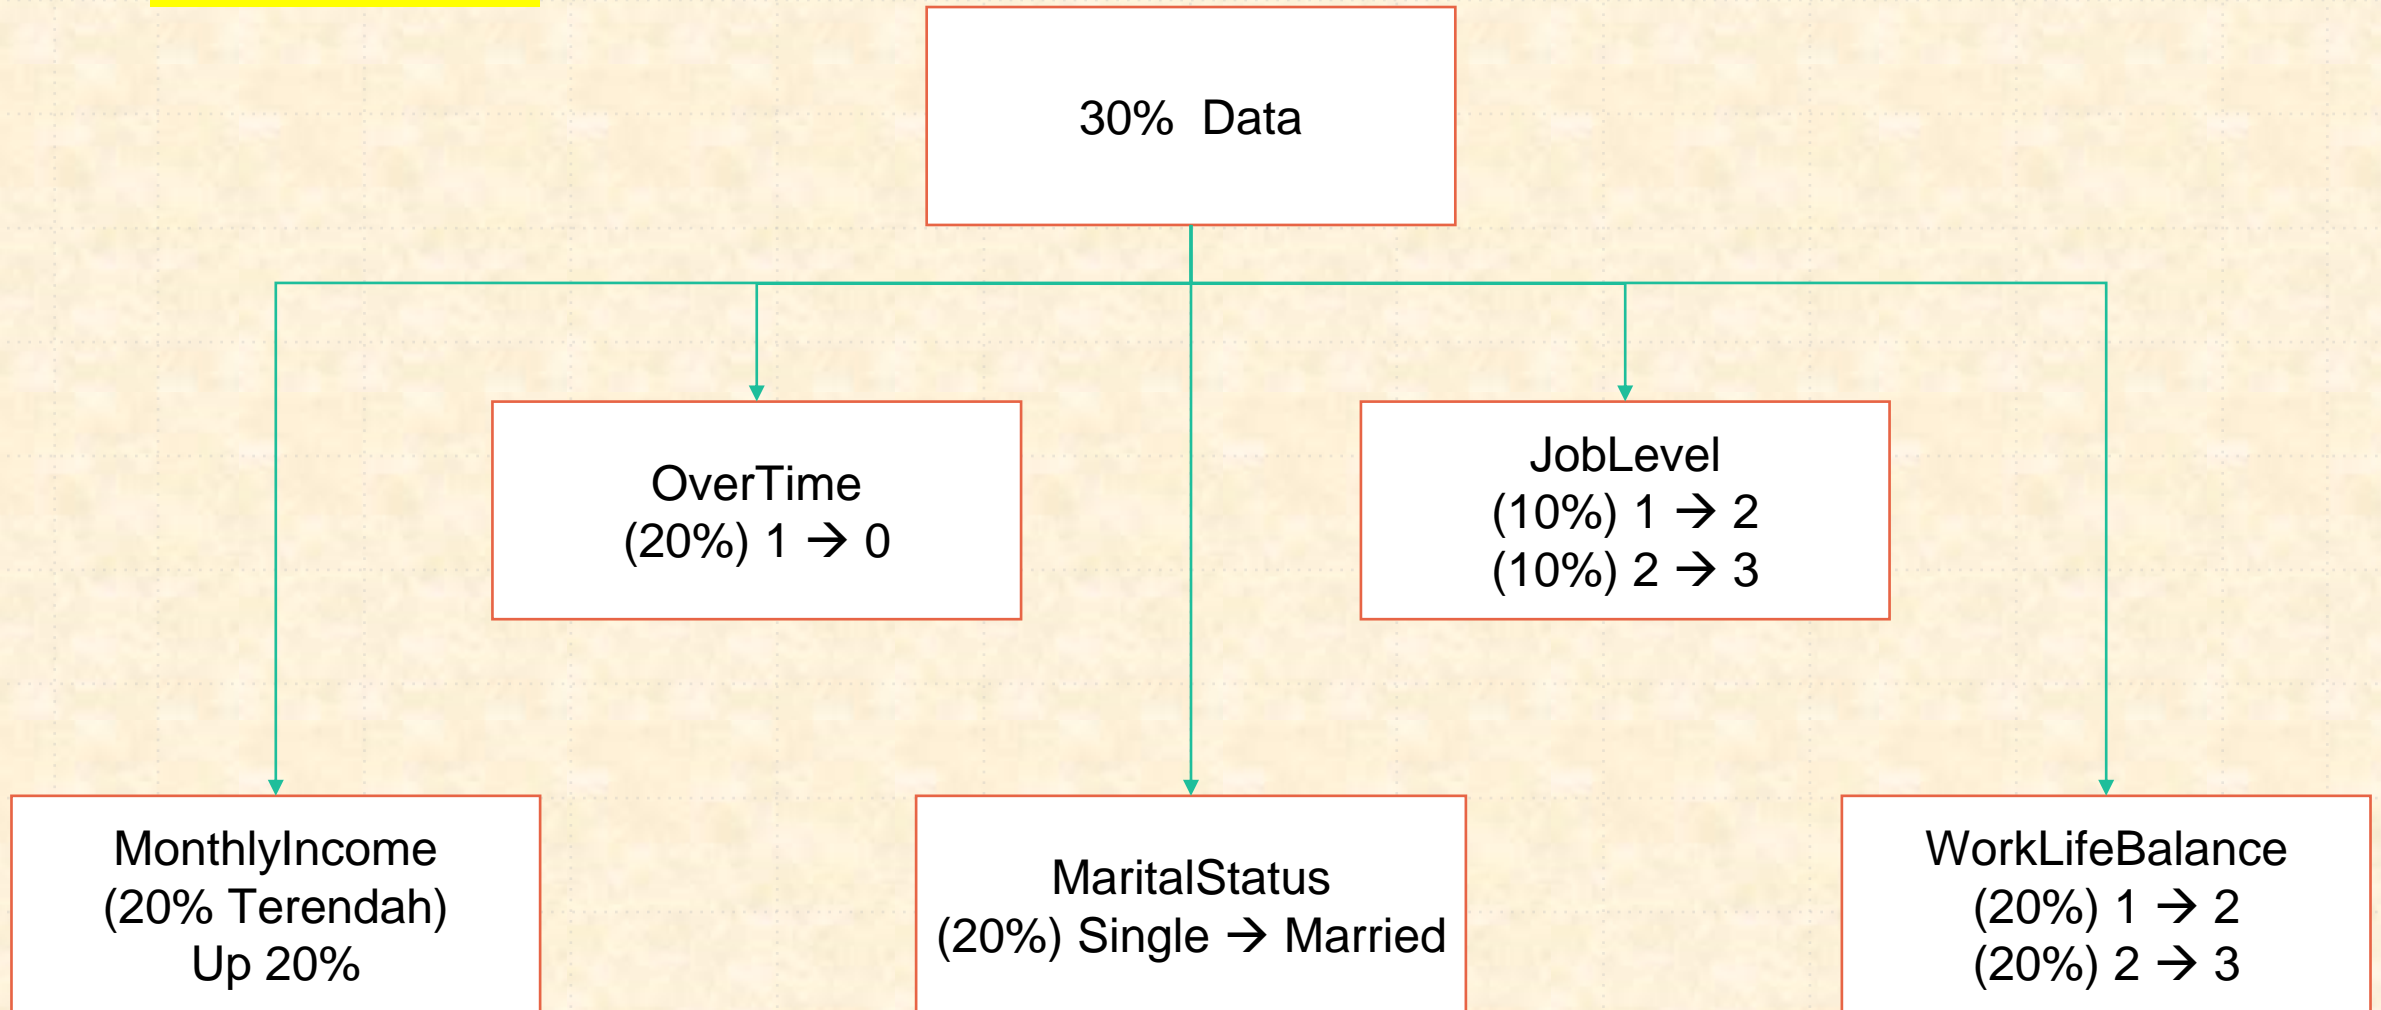 30% Data
OverTime
(20%) 1 → 0
JobLevel
(10%) 1 → 2
(10%) 2 → 3
MonthlyIncome
(20% Terendah)
Up 20%
MaritalStatus
(20%) Single → Married
WorkLifeBalance
(20%) 1 → 2
(20%) 2 → 3